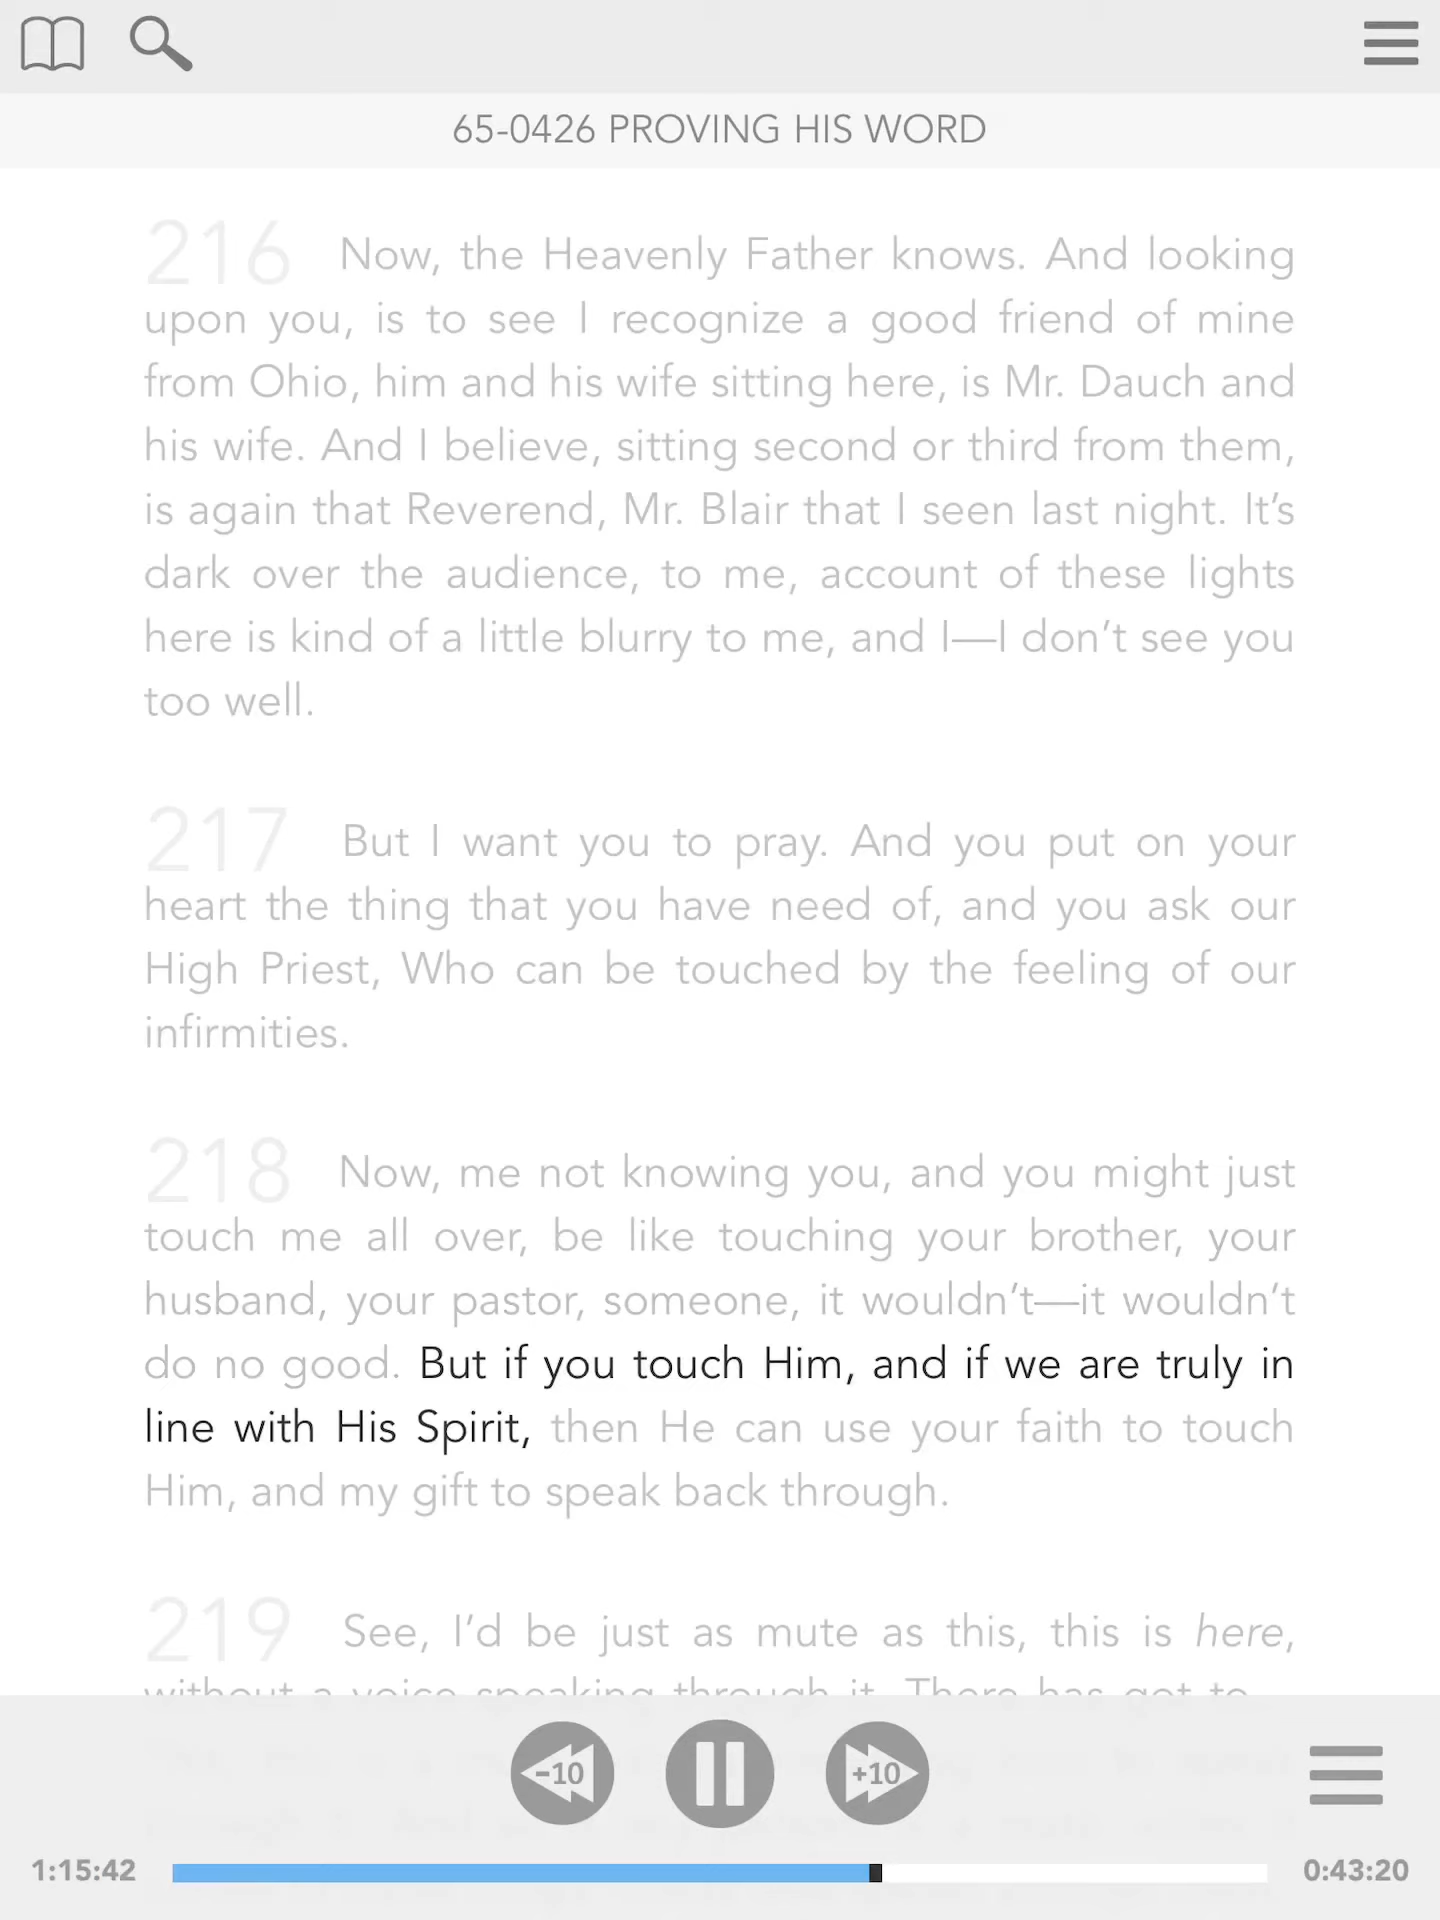 65-0426 PROVING HIS WORD
216 Now, the Heavenly Father knows. And looking
upon you, is to see I recognize a good friend of mine
from Ohio, him and his wife sitting here, is Mr. Dauch and
his wife. And I believe, sitting second or third from them,
is again that Reverend, Mr. Blair that I seen last night. It’s
dark over the audience, to me, account of these lights
here is kind of a little blurry to me, and I—I don’t see you
too well.
217 But I want you to pray. And you put on your
heart the thing that you have need of, and you ask our
High Priest, Who can be touched by the feeling of our
infirmities.
218 Now, me not knowing you, and you might just
touch me all over, be like touching your brother, your
husband, your pastor, someone, it wouldn’t—it wouldn’t
do no good. But if you touch Him, and if we are truly in
line with His Spirit, then He can use your faith to touch
Him, and my gift to speak back through.
219 See, I’d be just as mute as this, this is here,
without a voice speaking through it. There has got to
-10 +10
1:15:42 0:43:20